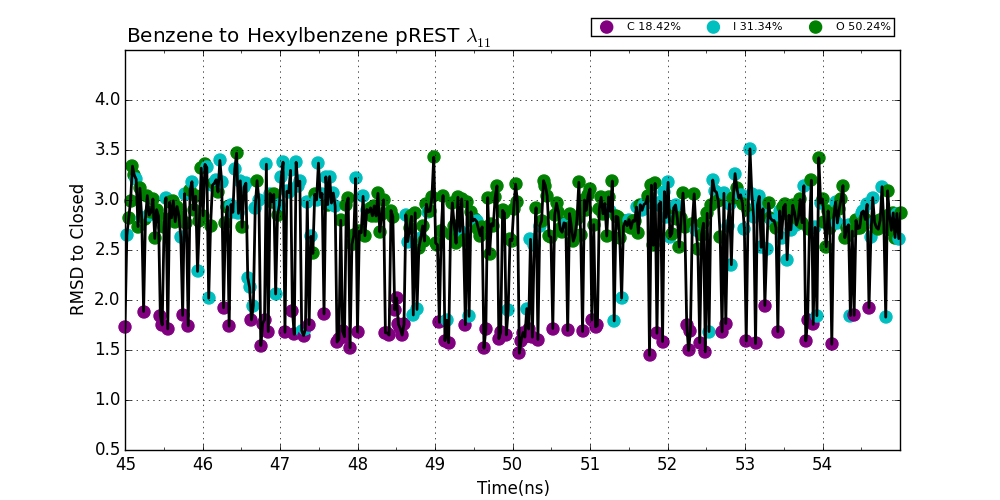 Benzene to Hexylbenzene pREST λ₁₁
C 18.42% I 31.34% O 50.24%
RMSD to Closed
4.0
3.5
3.0
2.5
2.0
1.5
1.0
0.5
45 46 47 48 49 50 51 52 53 54
Time(ns)